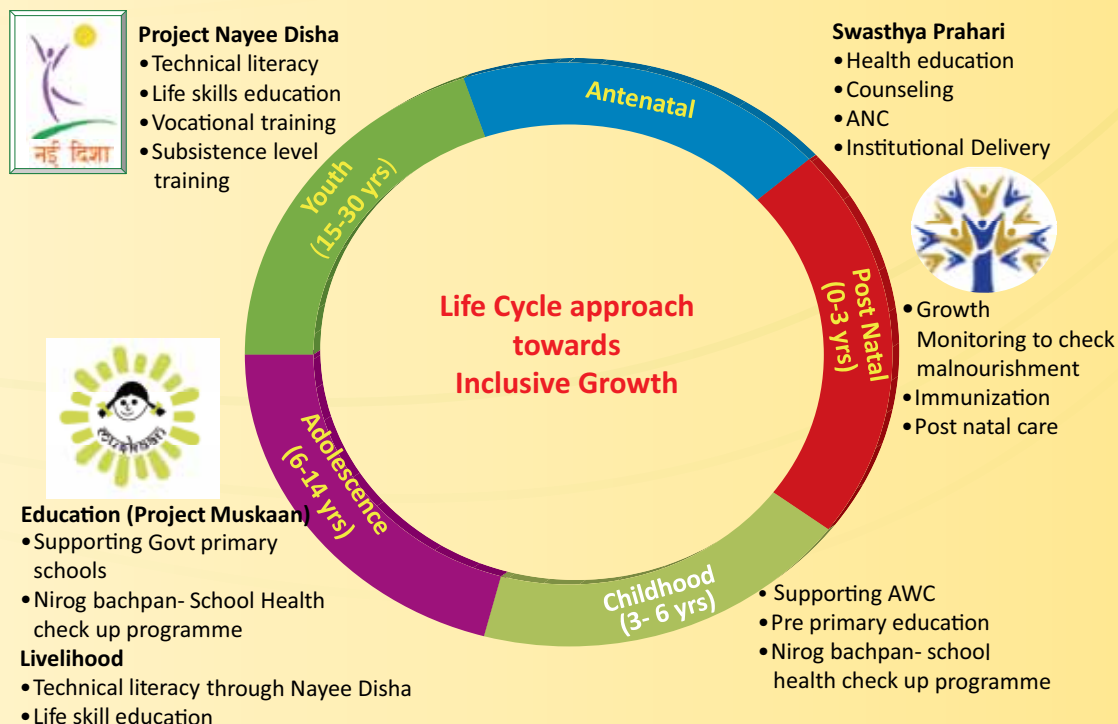 Project Nayee Disha
•Technical literacy
•Life skills education
•Vocational training
•Subsistence level
training
नई दिशा
Swasthya Prahari
•Health education
•Counseling
•ANC
•Institutional Delivery
Antenatal
Post Natal
(0-3 yrs)
•Growth
Monitoring to check
malnourishment
•Immunization
•Post natal care
Childhood
(3- 6 yrs)
• Supporting AWC
•Pre primary education
•Nirog bachpan- school
health check up programme
Adolescence
(6-14 yrs)
muskaan
Education (Project Muskaan)
•Supporting Govt primary
schools
•Nirog bachpan- School Health
check up programme
Livelihood
•Technical literacy through Nayee Disha
•Life skill education
Youth
(15-30 yrs)
Life Cycle approach
towards
Inclusive Growth